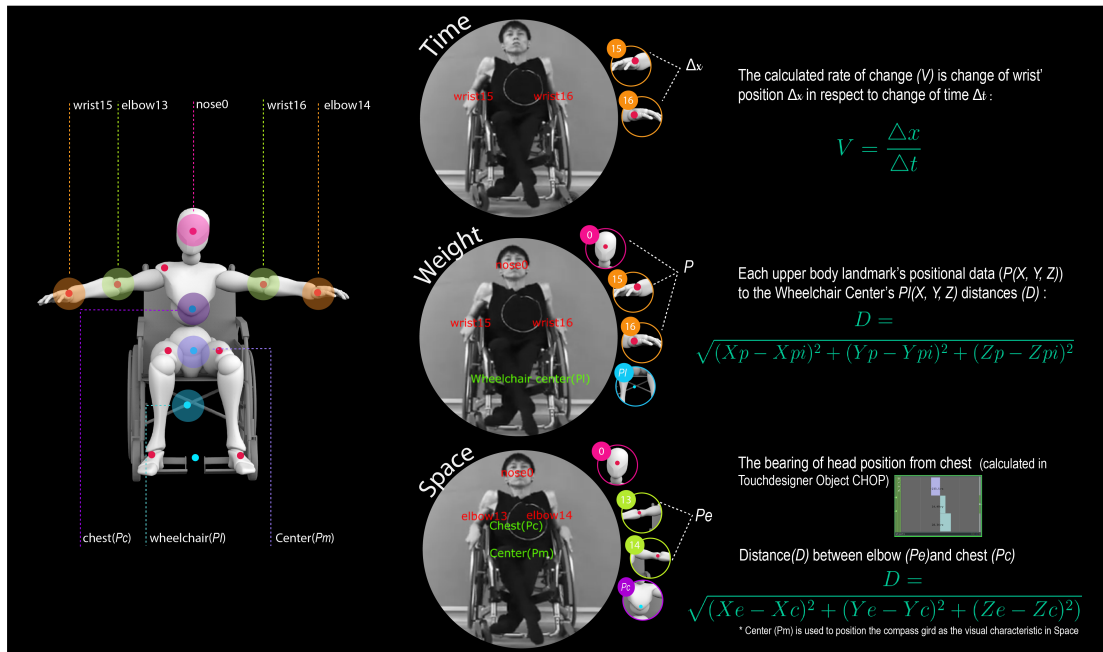 wrist15
elbow13
nose0
wrist16
elbow14
chest(Pc)
wheelchair(Pl)
Center(Pm)
Time
wrist15
wrist16
15
16
Δx
The calculated rate of change (V) is change of wrist'
position Δx in respect to change of time Δt :
V = △x / △t
Weight
nose0
wrist15
wrist16
Wheelchair center(Pl)
0
15
16
Pl
P
Each upper body landmark's positional data (P(X, Y, Z))
to the Wheelchair Center's Pl(X, Y, Z) distances (D) :
D =
√(Xp − Xpi)² + (Yp − Ypi)² + (Zp − Zpi)²
Space
nose0
elbow13
elbow14
Chest(Pc)
Center(Pm)
0
13
14
Pc
Pe
The bearing of head position from chest (calculated in
Touchdesigner Object CHOP)
Distance(D) between elbow (Pe)and chest (Pc)
D =
√(Xe − Xc)² + (Ye − Yc)² + (Ze − Zc)²)
* Center (Pm) is used to position the compass gird as the visual characteristic in Space